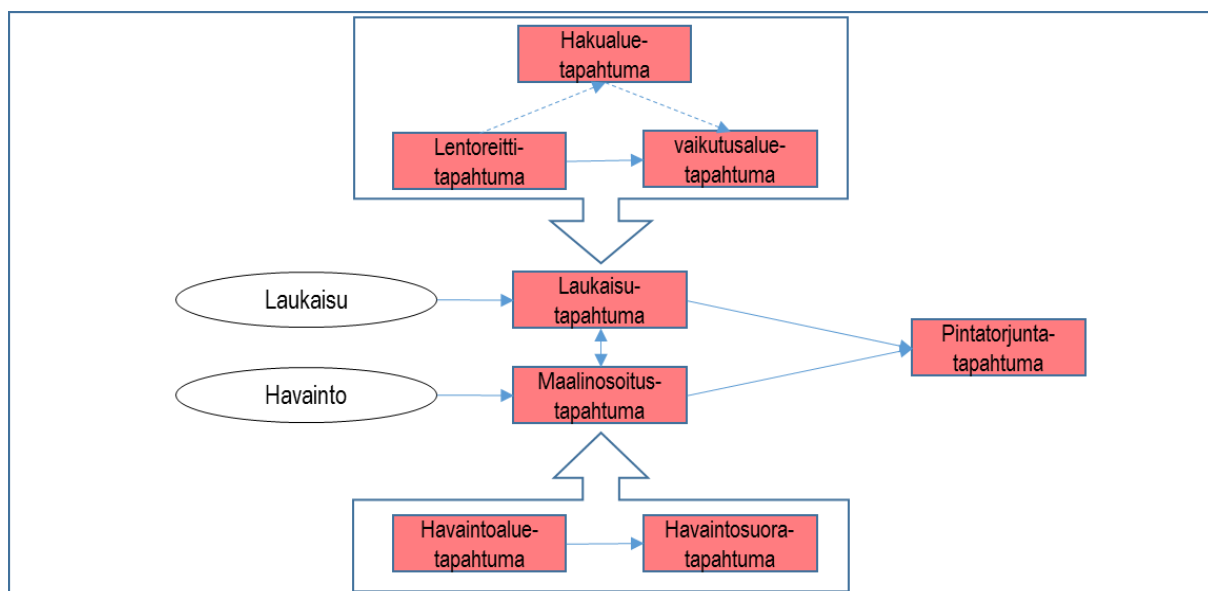 Hakualue-
tapahtuma
Lentoreitti-
tapahtuma
vaikutusalue-
tapahtuma
Laukaisu
Laukaisu-
tapahtuma
Pintatorjunta-
tapahtuma
Havainto
Maalinosoitus-
tapahtuma
Havaintoalue-
tapahtuma
Havaintosuora-
tapahtuma